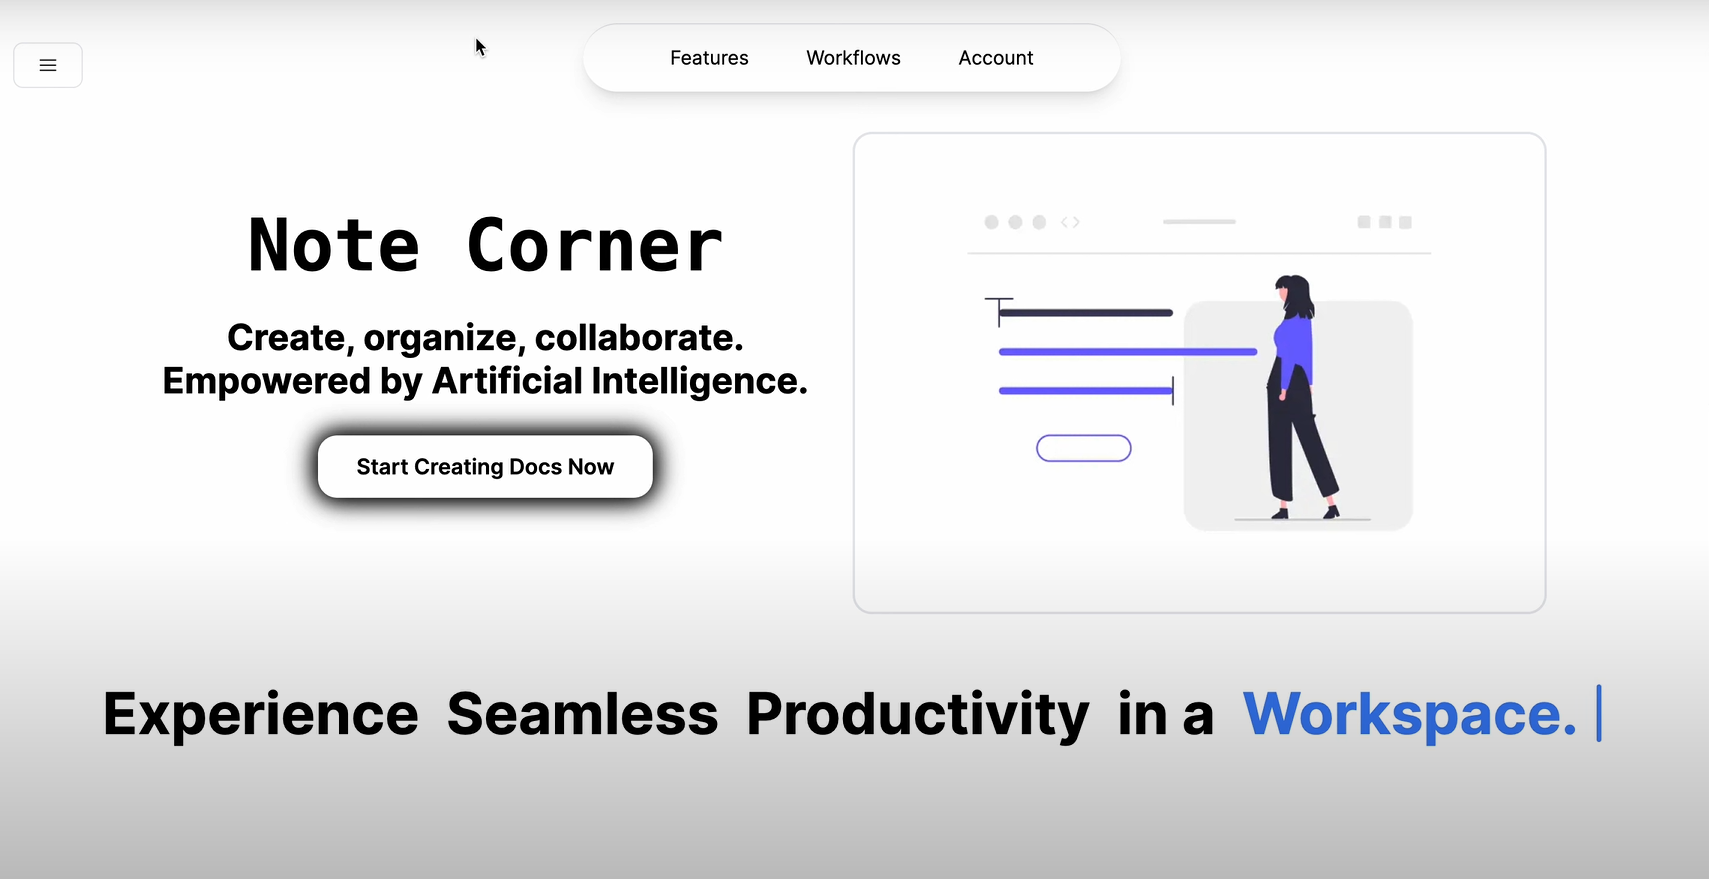 Features
Workflows
Account
Note Corner
Create, organize, collaborate.
Empowered by Artificial Intelligence.
Start Creating Docs Now
Experience Seamless Productivity in a Workspace.